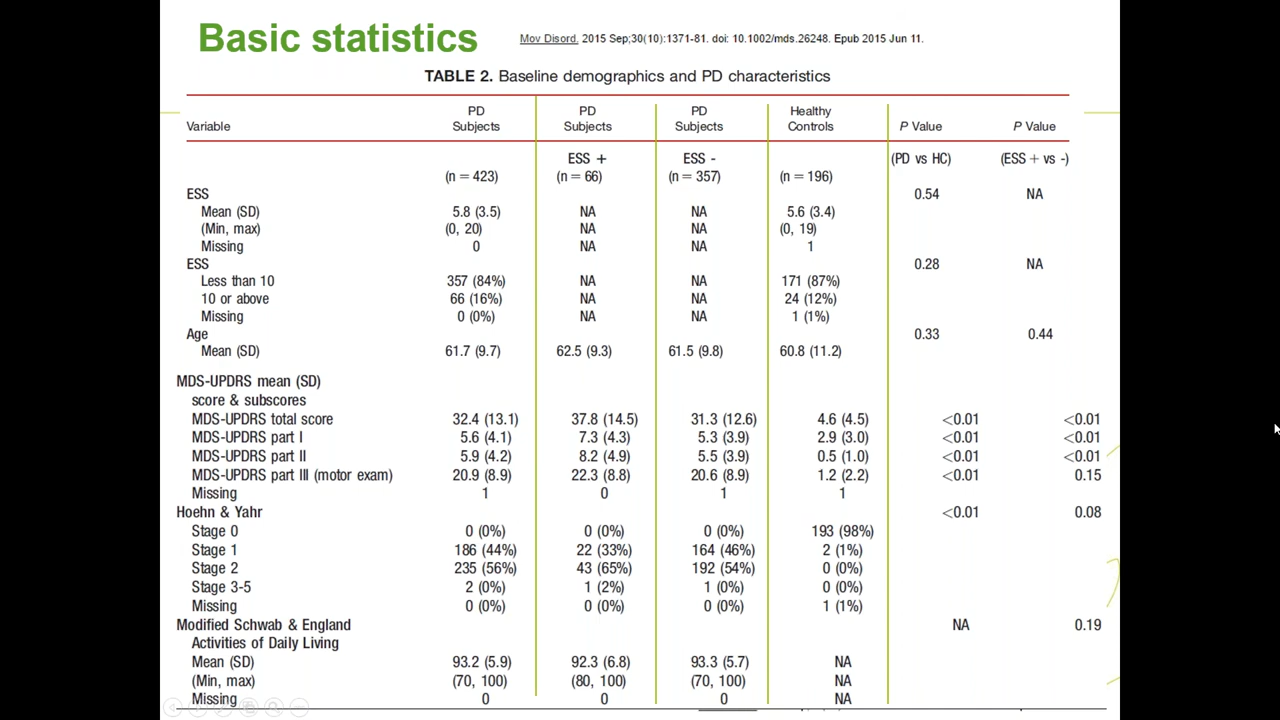 Basic statistics
Mov Disord. 2015 Sep;30(10):1371-81. doi: 10.1002/mds.26248. Epub 2015 Jun 11.
TABLE 2. Baseline demographics and PD characteristics
Variable PD Subjects PD Subjects PD Subjects Healthy Controls P Value P Value
ESS + ESS - (PD vs HC) (ESS + vs -)
(n = 423) (n = 66) (n = 357) (n = 196)
ESS 0.54 NA
Mean (SD) 5.8 (3.5) NA NA 5.6 (3.4)
(Min, max) (0, 20) NA NA (0, 19)
Missing 0 NA NA 1
ESS 0.28 NA
Less than 10 357 (84%) NA NA 171 (87%)
10 or above 66 (16%) NA NA 24 (12%)
Missing 0 (0%) NA NA 1 (1%)
Age 0.33 0.44
Mean (SD) 61.7 (9.7) 62.5 (9.3) 61.5 (9.8) 60.8 (11.2)
MDS-UPDRS mean (SD)
score & subscores
MDS-UPDRS total score 32.4 (13.1) 37.8 (14.5) 31.3 (12.6) 4.6 (4.5) <0.01 <0.01
MDS-UPDRS part I 5.6 (4.1) 7.3 (4.3) 5.3 (3.9) 2.9 (3.0) <0.01 <0.01
MDS-UPDRS part II 5.9 (4.2) 8.2 (4.9) 5.5 (3.9) 0.5 (1.0) <0.01 <0.01
MDS-UPDRS part III (motor exam) 20.9 (8.9) 22.3 (8.8) 20.6 (8.9) 1.2 (2.2) <0.01 0.15
Missing 1 0 1 1
Hoehn & Yahr <0.01 0.08
Stage 0 0 (0%) 0 (0%) 0 (0%) 193 (98%)
Stage 1 186 (44%) 22 (33%) 164 (46%) 2 (1%)
Stage 2 235 (56%) 43 (65%) 192 (54%) 0 (0%)
Stage 3-5 2 (0%) 1 (2%) 1 (0%) 0 (0%)
Missing 0 (0%) 0 (0%) 0 (0%) 1 (1%)
Modified Schwab & England NA 0.19
Activities of Daily Living
Mean (SD) 93.2 (5.9) 92.3 (6.8) 93.3 (5.7) NA
(Min, max) (70, 100) (80, 100) (70, 100) NA
Missing 0 0 0 NA